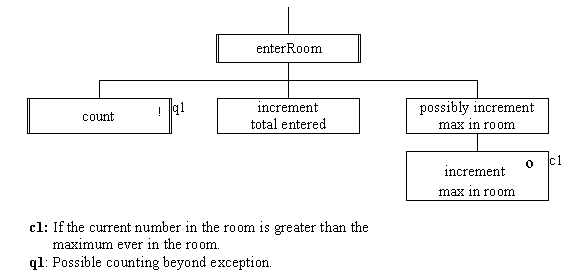 enterRoom
count ! q1
increment
total entered
possibly increment
max in room
o c1
increment
max in room
c1: If the current number in the room is greater than the
maximum ever in the room.
q1: Possible counting beyond exception.